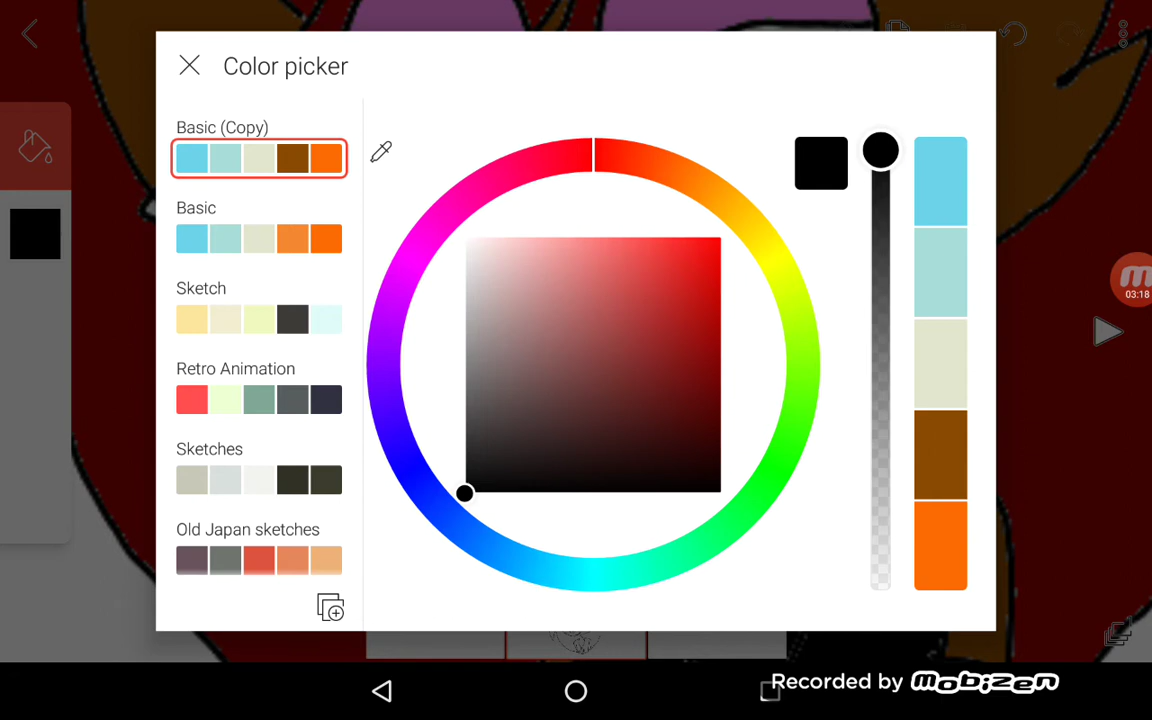 Color picker
Basic (Copy)
Basic
Sketch
Retro Animation
Sketches
Old Japan sketches
03:18
Recorded by mobizen